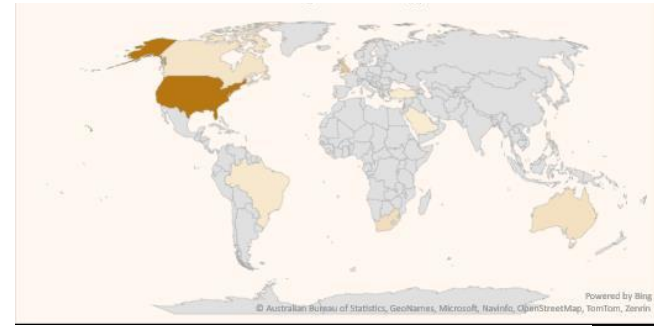 Powered by Bing
© Australian Bureau of Statistics, GeoNames, Microsoft, Navinfo, OpenStreetMap, TomTom, Zenrin